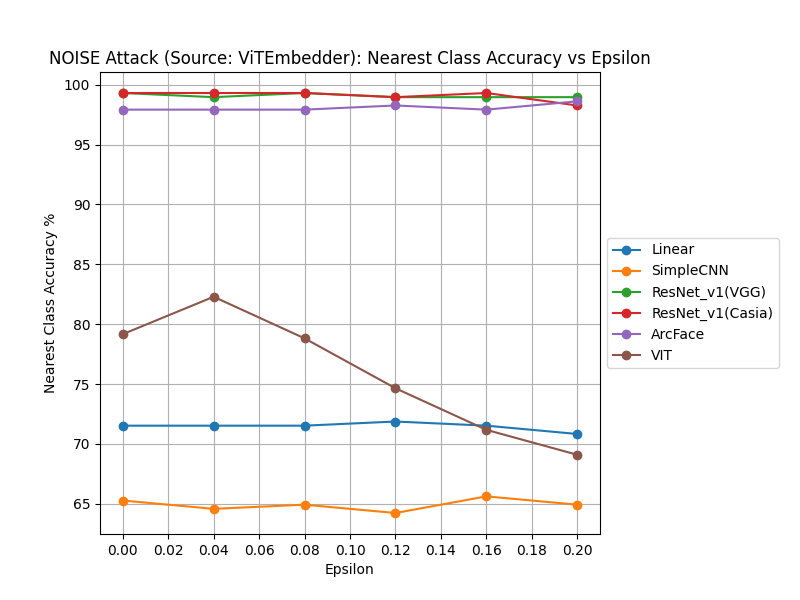 NOISE Attack (Source: ViTEmbedder): Nearest Class Accuracy vs Epsilon
100
95
90
85
80
75
70
65
Nearest Class Accuracy %
0.00 0.02 0.04 0.06 0.08 0.10 0.12 0.14 0.16 0.18 0.20
Epsilon
Linear
SimpleCNN
ResNet_v1(VGG)
ResNet_v1(Casia)
ArcFace
VIT